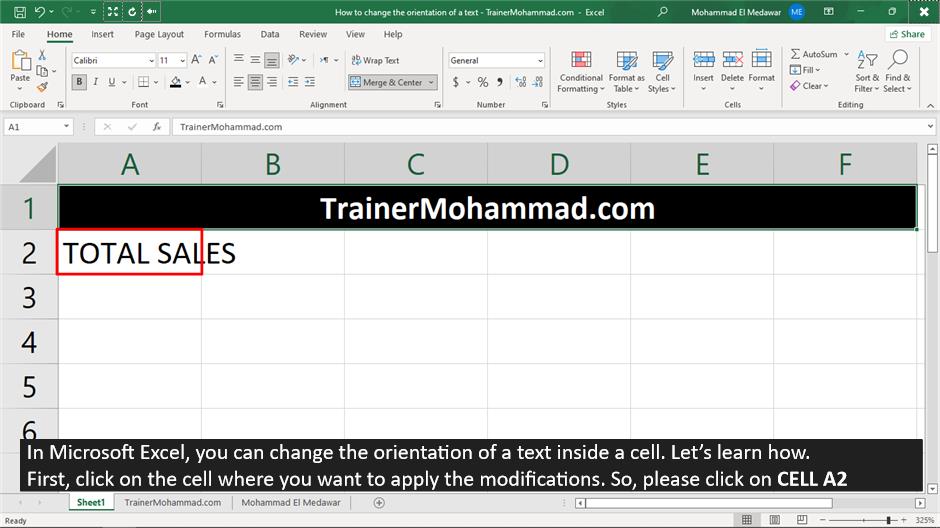 How to change the orientation of a text - TrainerMohammad.com - Excel
Mohammad El Medawar
ME
File Home Insert Page Layout Formulas Data Review View Help
Share
Paste
Calibri 11
B I U
Wrap Text
Merge & Center
General
$ %
Conditional Formatting
Format as Table
Cell Styles
Insert Delete Format
AutoSum
Fill
Clear
Sort & Filter
Find & Select
Clipboard Font Alignment Number Styles Cells Editing
A1 fx TrainerMohammad.com
A B C D E F
1 TrainerMohammad.com
2 TOTAL SALES
3
4
5
6
In Microsoft Excel, you can change the orientation of a text inside a cell. Let's learn how.
First, click on the cell where you want to apply the modifications. So, please click on CELL A2
Sheet1 TrainerMohammad.com Mohammad El Medawar
Ready
325%